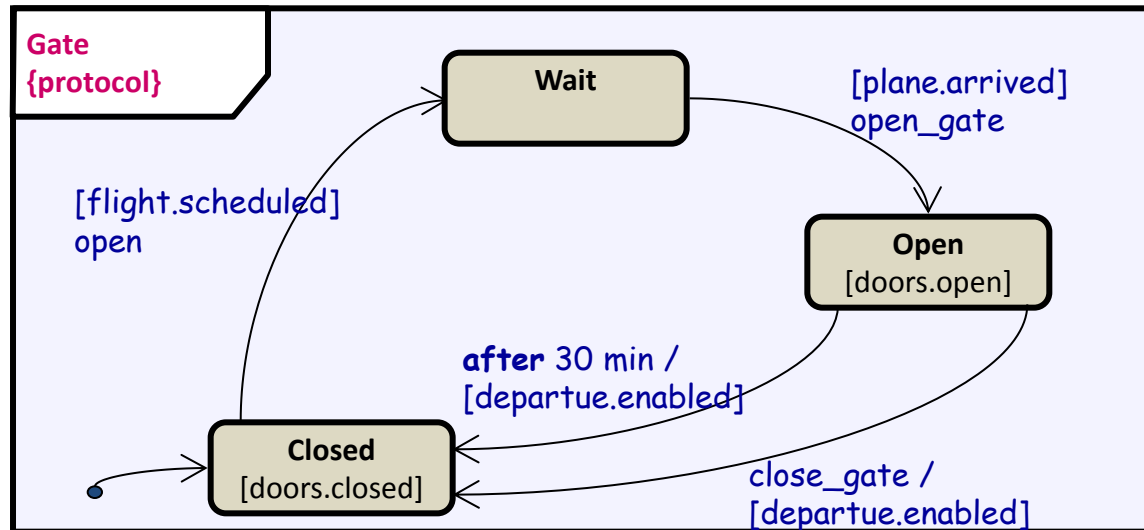 Gate
{protocol}
Wait
[plane.arrived]
open_gate
[flight.scheduled]
open
Open
[doors.open]
after 30 min /
[departue.enabled]
Closed
[doors.closed]
close_gate /
[departue.enabled]